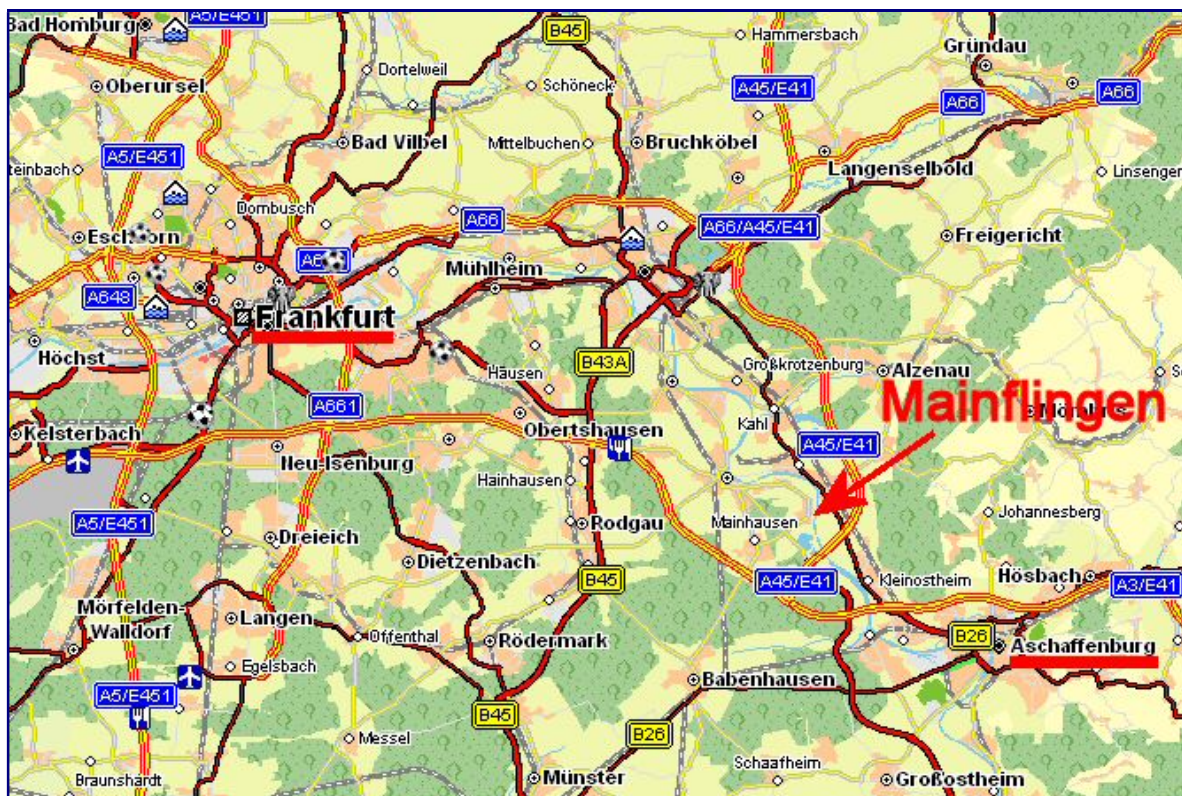 Bad Homburg
A5/E451
B45
Hammersbach
Gründau
Dortelweil
Oberursel
Schöneck
A45/E41
A66
A66
Bad Vilbel
Mittelbuchen
Bruchköbel
A5/E451
Langenselbold
Linsenger
Dornbusch
A66
A66/A45/E41
Freigericht
Mühlheim
A648
Frankfurt
Höchst
B43A
Großkrotzenburg
Alzenau
Hausen
Mainflingen
A661
Kahl
Kelsterbach
Obertshausen
A45/E41
Neu-Isenburg
Hainhausen
Johannesberg
A5/E451
Rodgau
Mainhausen
Dreieich
Dietzenbach
B45
A45/E41
Kleinostheim
Hösbach
A3/E41
Mörfelden-
Walldorf
Langen
Offenthal
Rödermark
B26
Aschaffenburg
Egelsbach
Babenhausen
A5/E451
B45
B26
Messel
Schaafheim
Braunshardt
Münster
Großostheim